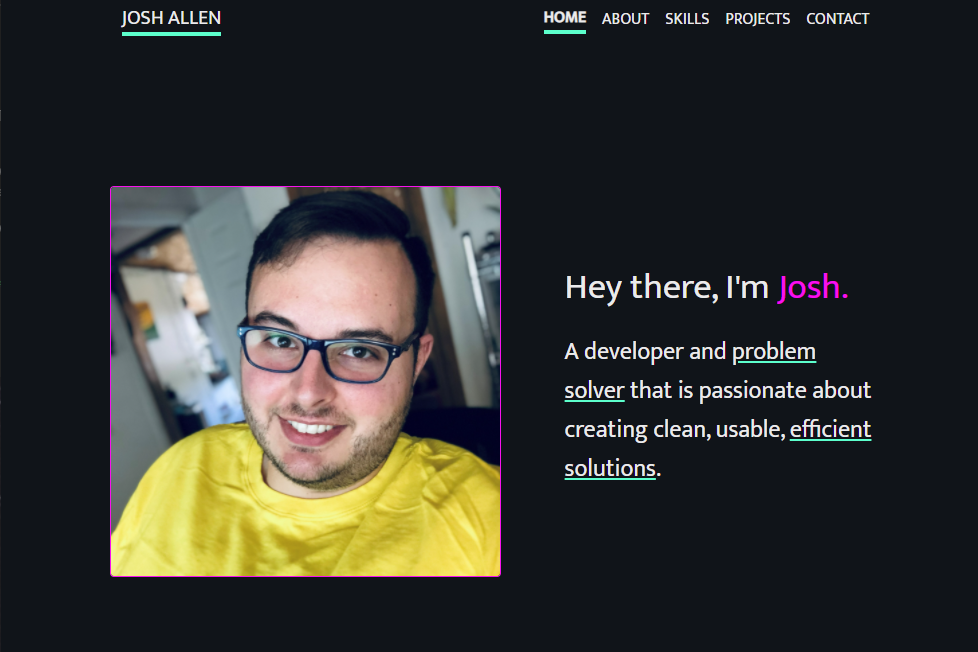 JOSH ALLEN
HOME ABOUT SKILLS PROJECTS CONTACT
Hey there, I'm Josh.
A developer and problem
solver that is passionate about
creating clean, usable, efficient
solutions.